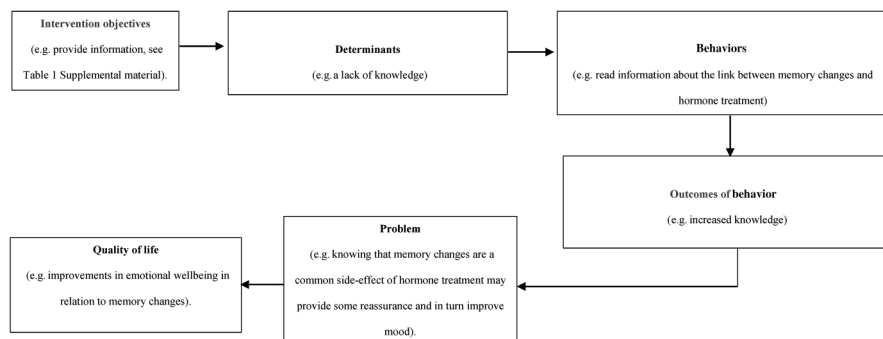 Intervention objectives
(e.g. provide information, see
Table 1 Supplemental material).
Determinants
(e.g. a lack of knowledge)
Behaviors
(e.g. read information about the link between memory changes and
hormone treatment)
Outcomes of behavior
(e.g. increased knowledge)
Problem
(e.g. knowing that memory changes are a
common side-effect of hormone treatment may
provide some reassurance and in turn improve
mood).
Quality of life
(e.g. improvements in emotional wellbeing in
relation to memory changes).